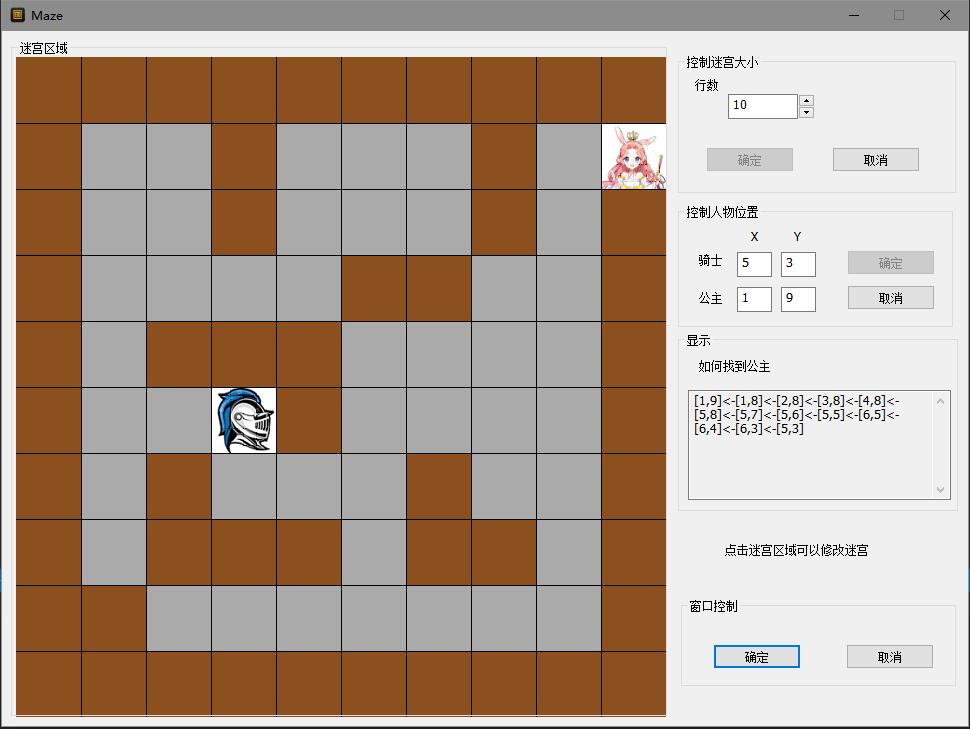 Maze
迷宫区域
控制迷宫大小
行数
10
确定
取消
控制人物位置
X Y
骑士 5 3 确定
公主 1 9 取消
显示
如何找到公主
[1,9]<-[1,8]<-[2,8]<-[3,8]<-[4,8]<-
[5,8]<-[5,7]<-[5,6]<-[5,5]<-[6,5]<-
[6,4]<-[6,3]<-[5,3]
点击迷宫区域可以修改迷宫
窗口控制
确定
取消